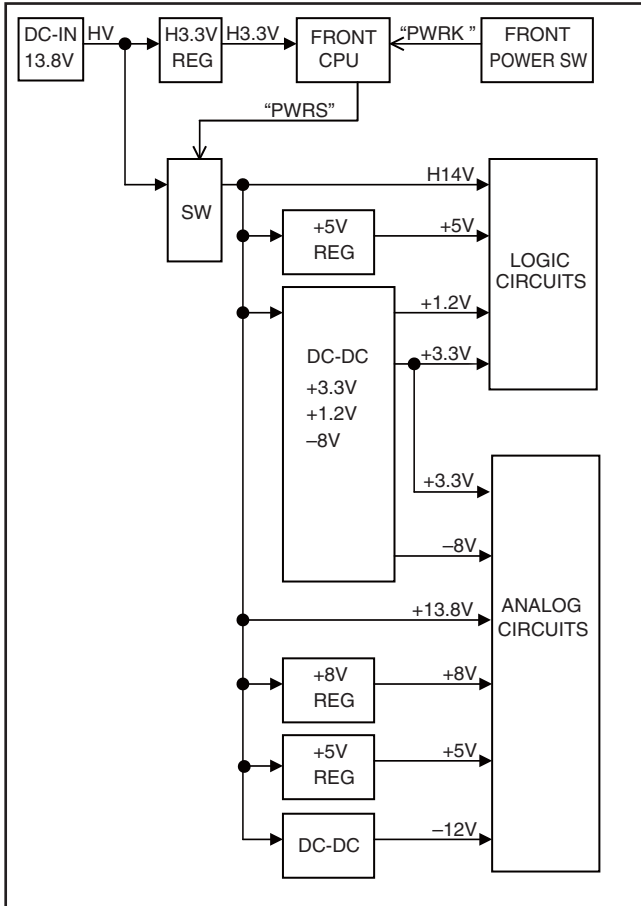 DC-IN
13.8V
HV
H3.3V
REG
H3.3V
FRONT
CPU
“PWRK ”
FRONT
POWER SW
“PWRS”
SW
H14V
+5V
REG
+5V
LOGIC
CIRCUITS
DC-DC
+3.3V
+1.2V
–8V
+1.2V
+3.3V
+3.3V
–8V
+13.8V
ANALOG
CIRCUITS
+8V
REG
+8V
+5V
REG
+5V
DC-DC
–12V